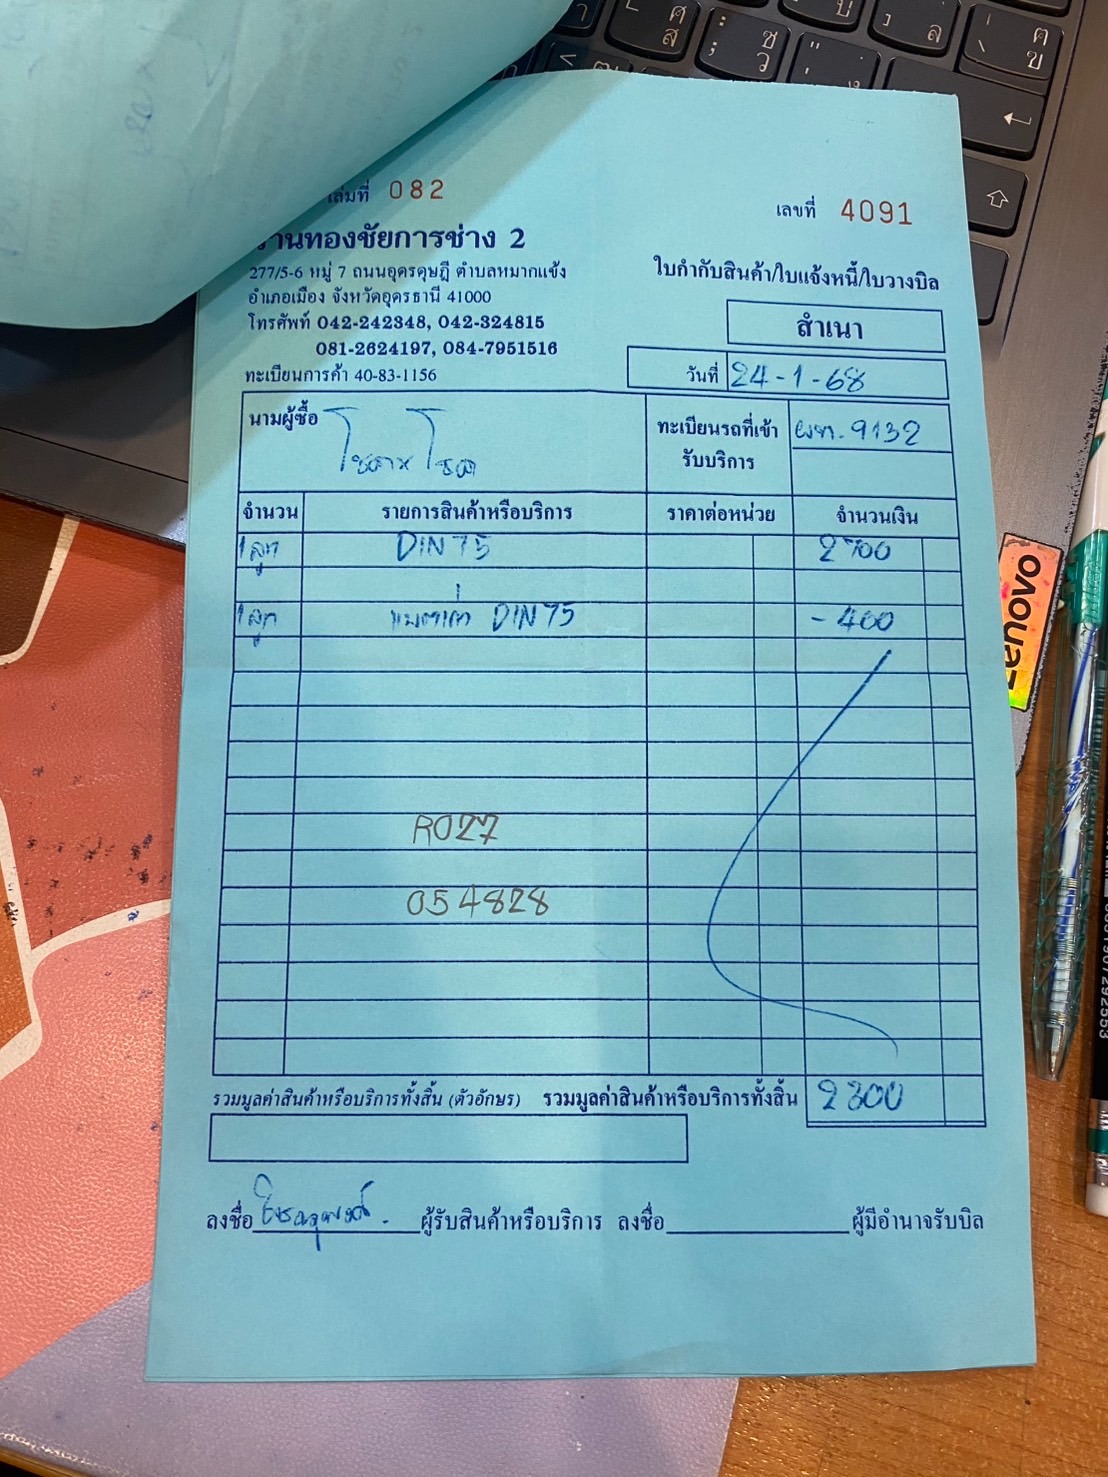 เล่มที่ 082
เลขที่ 4091
ร้านทองชัยการช่าง 2
277/5-6 หมู่ 7 ถนนอุดรดุษฎี ตำบลหมากแข้ง
อำเภอเมือง จังหวัดอุดรธานี 41000
โทรศัพท์ 042-242348, 042-324815
081-2624197, 084-7951516
ทะเบียนการค้า 40-83-1156
ใบกำกับสินค้า/ใบแจ้งหนี้/ใบวางบิล
สำเนา
วันที่ 24-1-68
นามผู้ซื้อ
ทะเบียนรถที่เข้ารับบริการ 9132
จำนวน รายการสินค้าหรือบริการ ราคาต่อหน่วย จำนวนเงิน
1 ลูก DIN 75 2700
1 ลูก แบตเก่า DIN 75 -400
R027
054828
รวมมูลค่าสินค้าหรือบริการทั้งสิ้น (ตัวอักษร) รวมมูลค่าสินค้าหรือบริการทั้งสิ้น 2300
ลงชื่อ ผู้รับสินค้าหรือบริการ ลงชื่อ ผู้มีอำนาจรับบิล
Lenovo